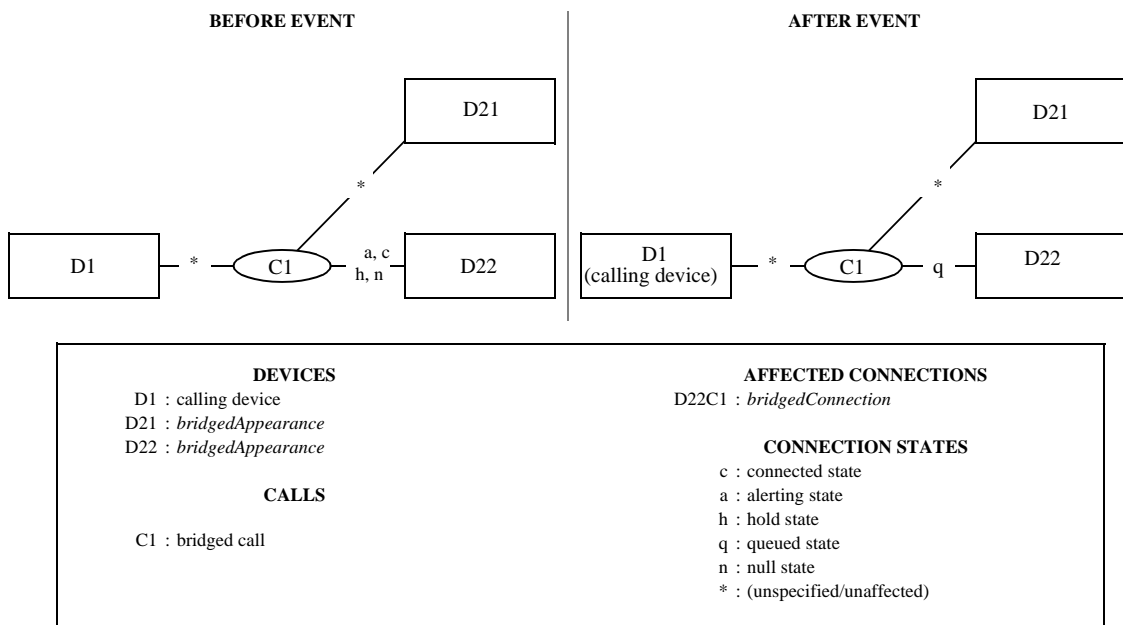 BEFORE EVENT
AFTER EVENT
D21
*
D1
*
C1
a, c
h, n
D22
D21
*
D1
(calling device)
*
C1
q
D22
DEVICES
D1 : calling device
D21 : bridgedAppearance
D22 : bridgedAppearance
CALLS
C1 : bridged call
AFFECTED CONNECTIONS
D22C1 : bridgedConnection
CONNECTION STATES
c : connected state
a : alerting state
h : hold state
q : queued state
n : null state
* : (unspecified/unaffected)